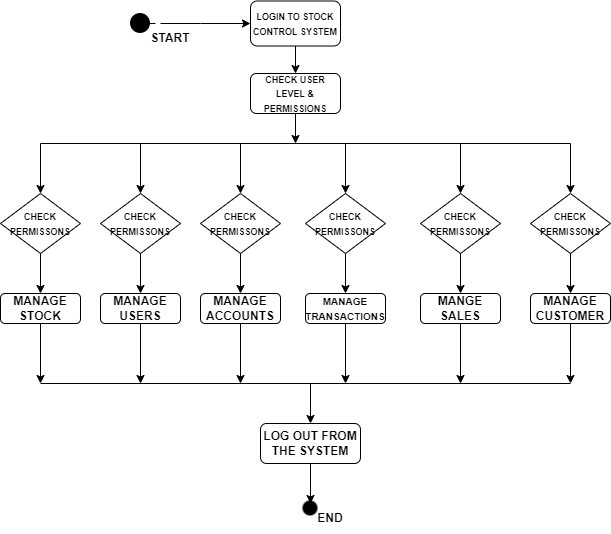 LOGIN TO STOCK
CONTROL SYSTEM
START
CHECK USER
LEVEL &
PERMISSIONS
CHECK
PERMISSONS
CHECK
PERMISSONS
CHECK
PERMISSONS
CHECK
PERMISSONS
CHECK
PERMISSONS
CHECK
PERMISSONS
MANAGE
STOCK
MANAGE
USERS
MANAGE
ACCOUNTS
MANAGE
TRANSACTIONS
MANGE
SALES
MANAGE
CUSTOMER
LOG OUT FROM
THE SYSTEM
END